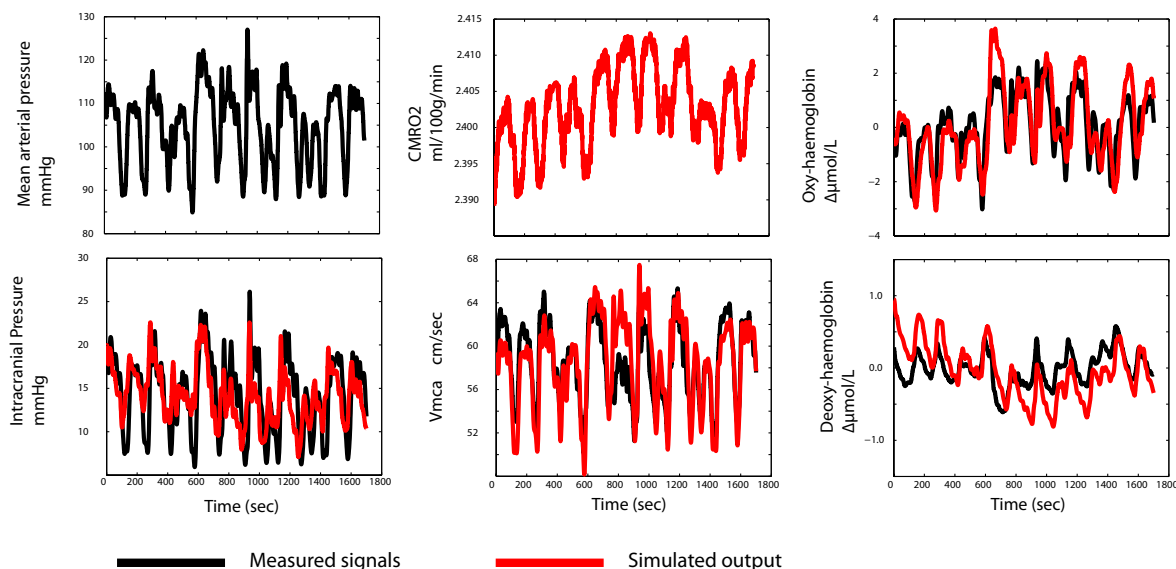 Mean arterial pressure
mmHg
130
120
110
100
90
80
CMRO2
ml/100g/min
2.414
2.410
2.405
2.400
2.395
2.390
Oxy-haemoglobin
Δμmol/L
4
2
0
−2
−4
Intracranial Pressure
mmHg
30
25
20
15
10
0 200 400 600 800 1000 1200 1400 1600 1800
Time (sec)
Vmca cm/sec
68
64
60
56
52
0 200 400 600 800 1000 1200 1400 1600 1800
Time (sec)
Deoxy-haemoglobin
Δμmol/L
1.0
0.0
−1.0
0 200 400 600 800 1000 1200 1400 1600 1800
Time (sec)
Measured signals
Simulated output